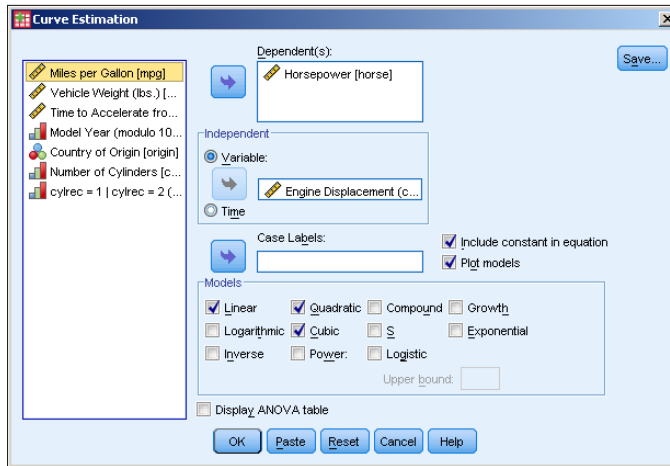 Curve Estimation
Miles per Gallon [mpg]
Vehicle Weight (lbs.) [...
Time to Accelerate fro...
Model Year (modulo 10...
Country of Origin [origin]
Number of Cylinders [c...
cylrec = 1 | cylrec = 2 (...
Dependent(s):
Horsepower [horse]
Save...
Independent
Variable:
Engine Displacement (c...
Time
Case Labels:
Include constant in equation
Plot models
Models
Linear Quadratic Compound Growth
Logarithmic Cubic S Exponential
Inverse Power: Logistic
Upper bound:
Display ANOVA table
OK Paste Reset Cancel Help